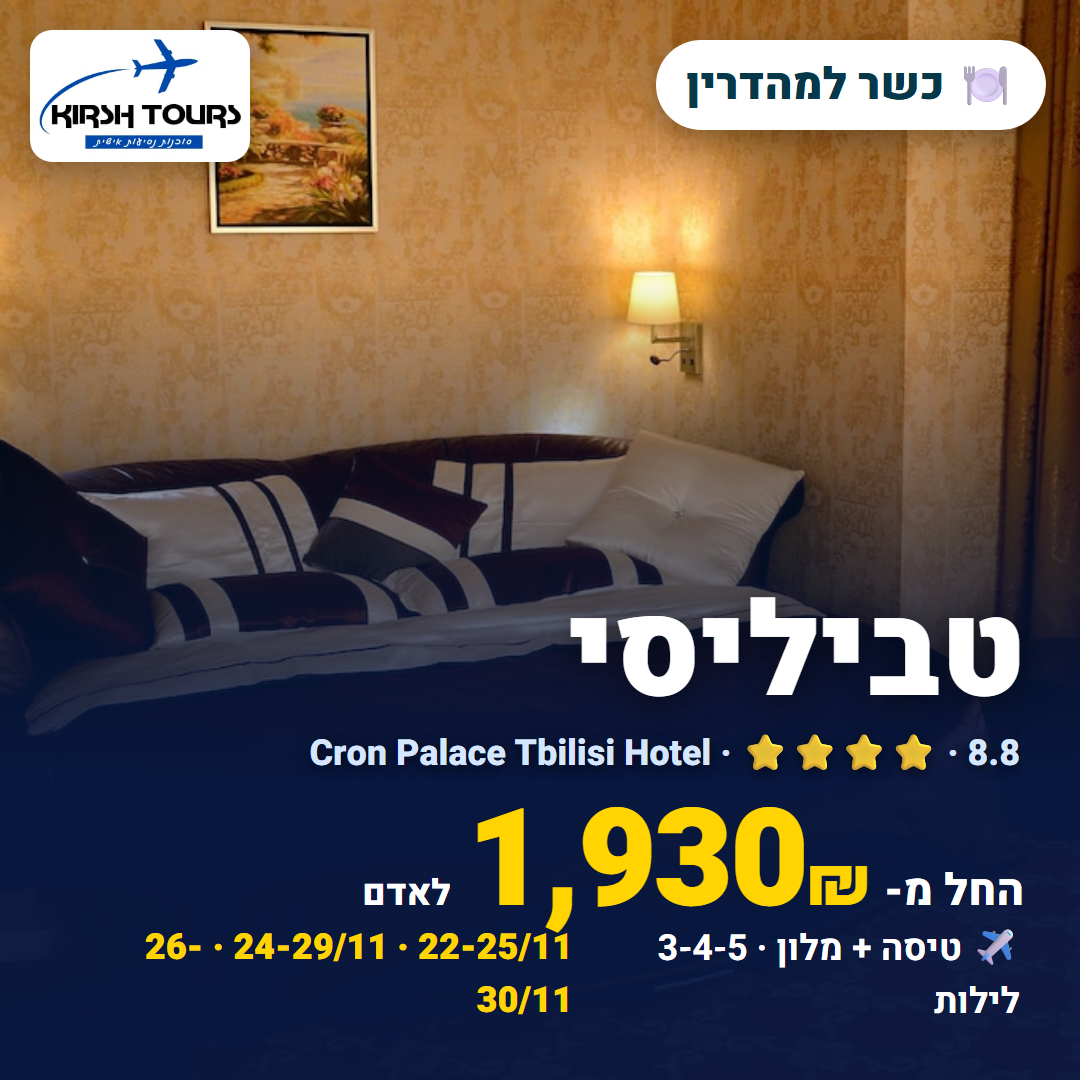 KIRSH TOURS
סוכנות נסיעות אישית
🍽️ כשר למהדרין
טביליסי
8.8 · ⭐⭐⭐⭐ · Cron Palace Tbilisi Hotel
החל מ- ₪1,930 לאדם
✈️ טיסה + מלון · 3-4-5
לילות
22-25/11 · 24-29/11 · 26-
30/11